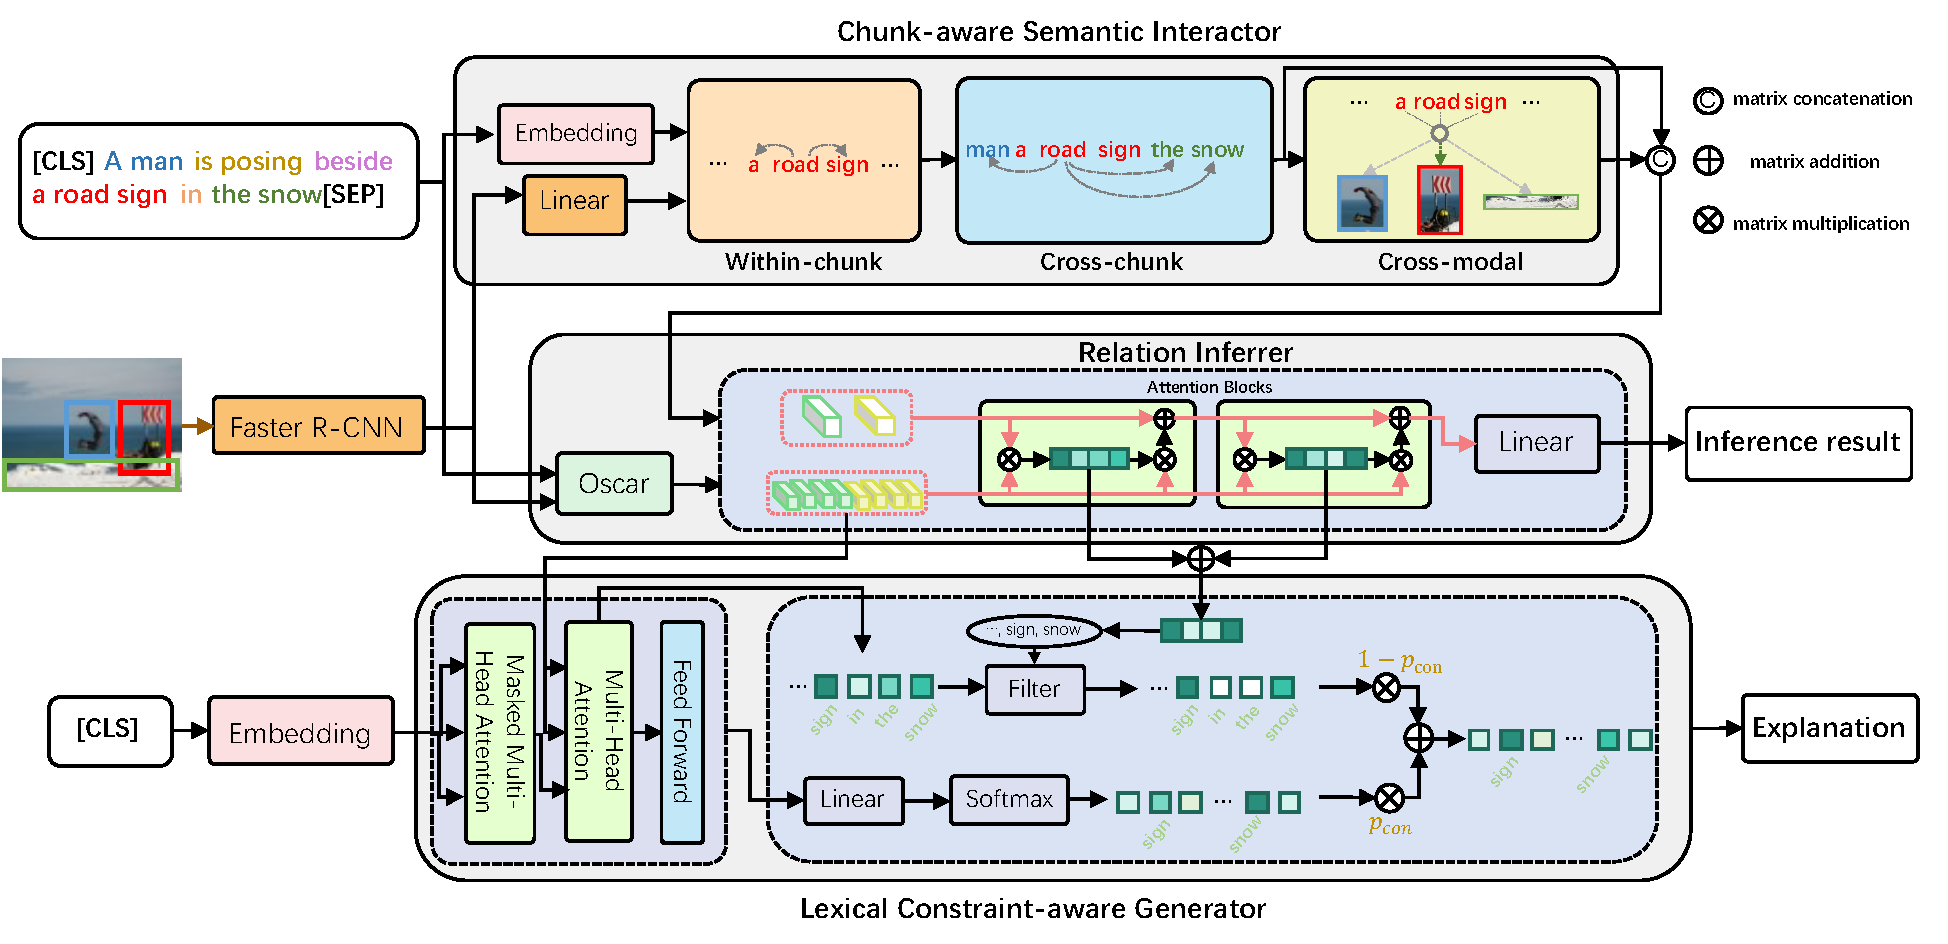 Chunk-aware Semantic Interactor
[CLS] A man is posing beside
a road sign in the snow[SEP]
Embedding
Linear
... a road sign ...
Within-chunk
man a road sign the snow
Cross-chunk
... a road sign ...
Cross-modal
C
C matrix concatenation
matrix addition
matrix multiplication
Relation Inferrer
Attention Blocks
Faster R-CNN
Oscar
Linear
Inference result
[CLS]
Embedding
Masked Multi-
Head Attention
Multi-Head
Attention
Feed Forward
..., sign, snow
... sign in the snow
Filter
... sign in the snow
1 − p_con
Linear
Softmax
sign ... snow
p_con
sign ... snow
Explanation
Lexical Constraint-aware Generator